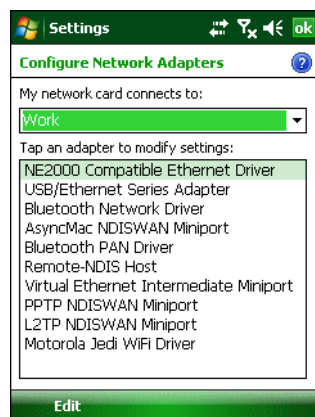 Settings
ok
Configure Network Adapters
?
My network card connects to:
Work
Tap an adapter to modify settings:
NE2000 Compatible Ethernet Driver
USB/Ethernet Series Adapter
Bluetooth Network Driver
AsyncMac NDISWAN Miniport
Bluetooth PAN Driver
Remote-NDIS Host
Virtual Ethernet Intermediate Miniport
PPTP NDISWAN Miniport
L2TP NDISWAN Miniport
Motorola Jedi WiFi Driver
Edit